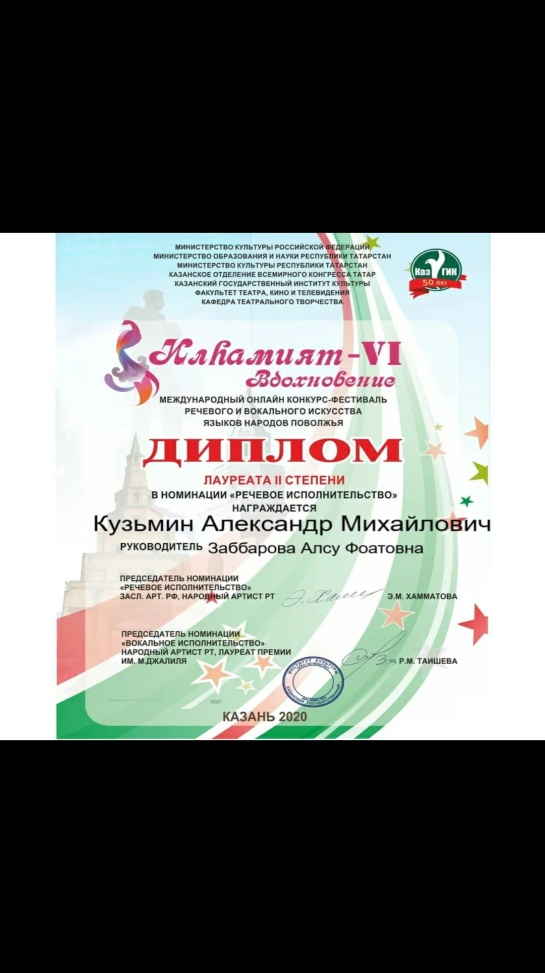 МИНИСТЕРСТВО КУЛЬТУРЫ РОССИЙСКОЙ ФЕДЕРАЦИИ
МИНИСТЕРСТВО ОБРАЗОВАНИЯ И НАУКИ РЕСПУБЛИКИ ТАТАРСТАН
МИНИСТЕРСТВО КУЛЬТУРЫ РЕСПУБЛИКИ ТАТАРСТАН
КАЗАНСКОЕ ОТДЕЛЕНИЕ ВСЕМИРНОГО КОНГРЕССА ТАТАР
КАЗАНСКИЙ ГОСУДАРСТВЕННЫЙ ИНСТИТУТ КУЛЬТУРЫ
ФАКУЛЬТЕТ ТЕАТРА, КИНО И ТЕЛЕВИДЕНИЯ
КАФЕДРА ТЕАТРАЛЬНОГО ТВОРЧЕСТВА
Каз ГИК
50 ЛЕТ
Илһамият-VI
Вдохновение
МЕЖДУНАРОДНЫЙ ОНЛАЙН КОНКУРС-ФЕСТИВАЛЬ
РЕЧЕВОГО И ВОКАЛЬНОГО ИСКУССТВА
ЯЗЫКОВ НАРОДОВ ПОВОЛЖЬЯ
ДИПЛОМ
ЛАУРЕАТА II СТЕПЕНИ
В НОМИНАЦИИ «РЕЧЕВОЕ ИСПОЛНИТЕЛЬСТВО»
НАГРАЖДАЕТСЯ
Кузьмин Александр Михайлович
РУКОВОДИТЕЛЬ Заббарова Алсу Фоатовна
ПРЕДСЕДАТЕЛЬ НОМИНАЦИИ
«РЕЧЕВОЕ ИСПОЛНИТЕЛЬСТВО»
ЗАСЛ. АРТ. РФ, НАРОДНЫЙ АРТИСТ РТ Э.М. ХАММАТОВА
ПРЕДСЕДАТЕЛЬ НОМИНАЦИИ
«ВОКАЛЬНОЕ ИСПОЛНИТЕЛЬСТВО»
НАРОДНЫЙ АРТИСТ РТ, ЛАУРЕАТ ПРЕМИИ
ИМ. М.ДЖАЛИЛЯ Р.М. ТАИШЕВА
КАЗАНЬ 2020